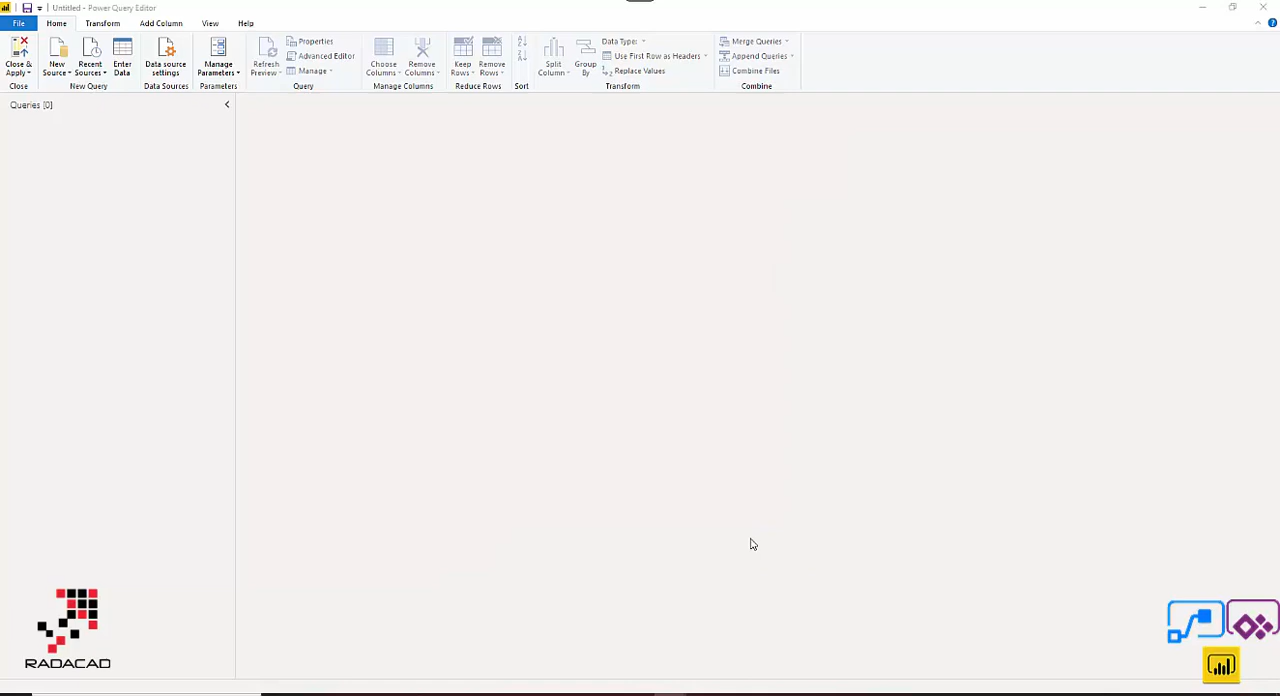 Untitled - Power Query Editor
File Home Transform Add Column View Help
Close & Apply
New Source
Recent Sources
Enter Data
Data source settings
Manage Parameters
Refresh Preview
Properties
Advanced Editor
Manage
Choose Columns
Remove Columns
Keep Rows
Remove Rows
Split Column
Group By
Data Type:
Use First Row as Headers
Replace Values
Merge Queries
Append Queries
Combine Files
Close
New Query
Data Sources
Parameters
Query
Manage Columns
Reduce Rows
Sort
Transform
Combine
Queries [0]
RADACAD